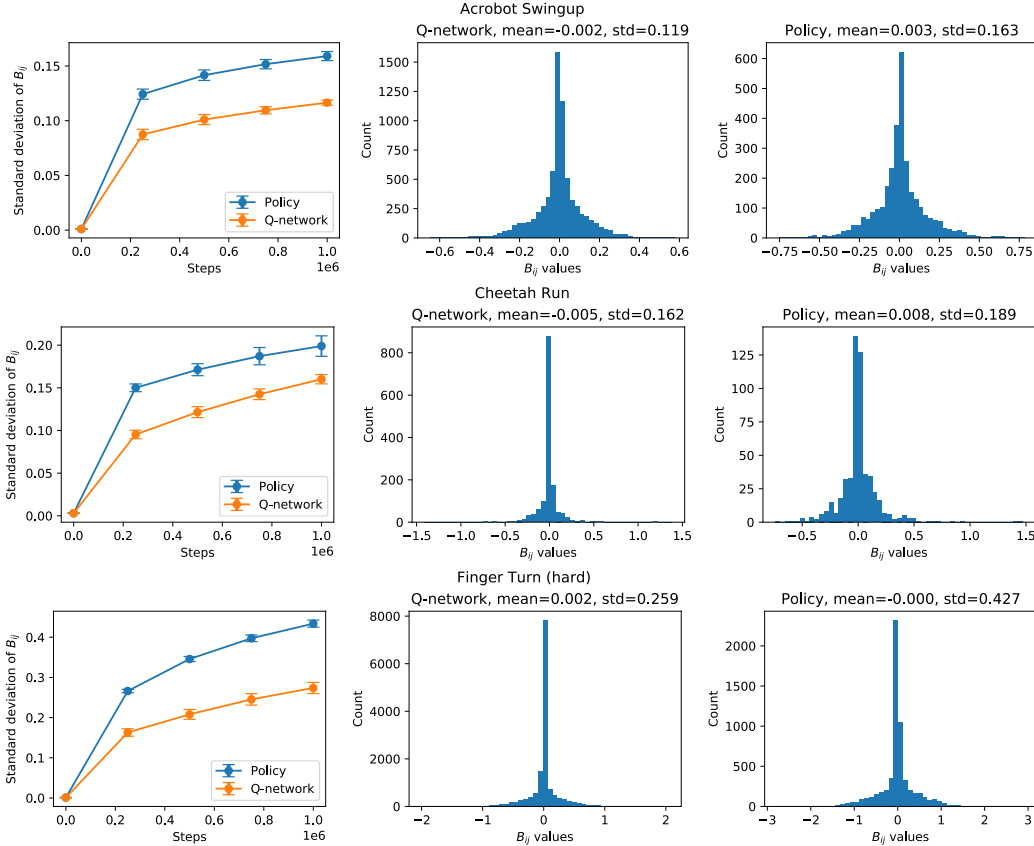 Acrobot Swingup
Standard deviation of B_ij
0.15
0.10
0.05
0.00
Policy
Q-network
0.0 0.2 0.4 0.6 0.8 1.0
Steps
1e6
Q-network, mean=-0.002, std=0.119
Count
1500
1250
1000
750
500
250
0
−0.6 −0.4 −0.2 0.0 0.2 0.4 0.6
B_ij values
Policy, mean=0.003, std=0.163
Count
600
500
400
300
200
100
0
−0.75 −0.50 −0.25 0.00 0.25 0.50 0.75
B_ij values
Cheetah Run
Standard deviation of B_ij
0.20
0.15
0.10
0.05
0.00
Policy
Q-network
0.0 0.2 0.4 0.6 0.8 1.0
Steps
1e6
Q-network, mean=-0.005, std=0.162
Count
800
600
400
200
0
−1.5 −1.0 −0.5 0.0 0.5 1.0 1.5
B_ij values
Policy, mean=0.008, std=0.189
Count
125
100
75
50
25
0
−0.5 0.0 0.5 1.0 1.5
B_ij values
Finger Turn (hard)
Standard deviation of B_ij
0.4
0.3
0.2
0.1
0.0
Policy
Q-network
0.0 0.2 0.4 0.6 0.8 1.0
Steps
1e6
Q-network, mean=0.002, std=0.259
Count
8000
6000
4000
2000
0
−2 −1 0 1 2
B_ij values
Policy, mean=-0.000, std=0.427
Count
2000
1500
1000
500
0
−3 −2 −1 0 1 2 3
B_ij values